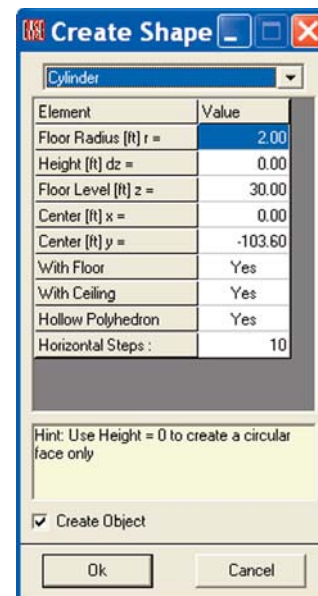 EASE Create Shape
Cylinder
Element Value
Floor Radius [ft] r = 2.00
Height [ft] dz = 0.00
Floor Level [ft] z = 30.00
Center [ft] x = 0.00
Center [ft] y = -103.60
With Floor Yes
With Ceiling Yes
Hollow Polyhedron Yes
Horizontal Steps : 10
Hint: Use Height = 0 to create a circular
face only
Create Object
Ok Cancel